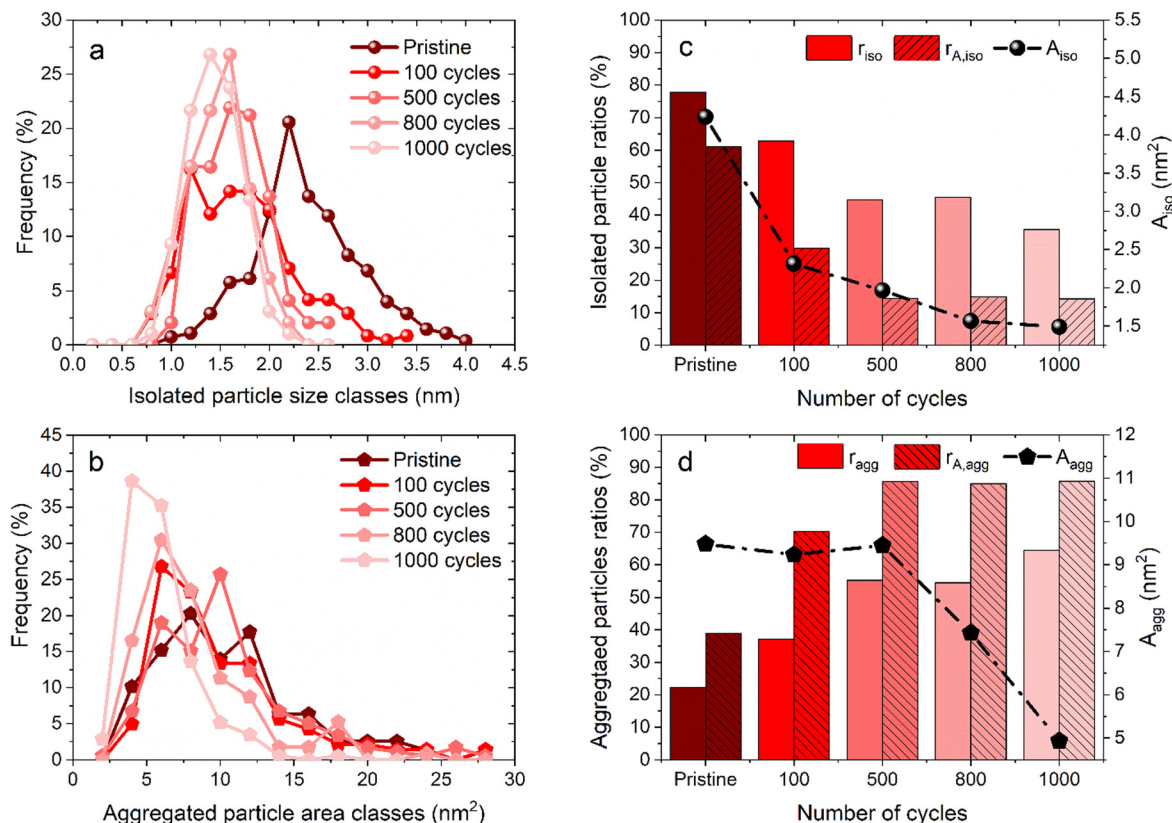 a
Pristine
100 cycles
500 cycles
800 cycles
1000 cycles
30
25
20
15
10
5
0
Frequency (%)
0.0 0.5 1.0 1.5 2.0 2.5 3.0 3.5 4.0 4.5
Isolated particle size classes (nm)
c
r_iso r_A,iso A_iso
100
90
80
70
60
50
40
30
20
10
0
Isolated particle ratios (%)
5.5
5.0
4.5
4.0
3.5
3.0
2.5
2.0
1.5
A_iso (nm²)
Pristine 100 500 800 1000
Number of cycles
b
Pristine
100 cycles
500 cycles
800 cycles
1000 cycles
45
40
35
30
25
20
15
10
5
0
Frequency (%)
0 5 10 15 20 25 30
Aggregated particle area classes (nm²)
d
r_agg r_A,agg A_agg
100
90
80
70
60
50
40
30
20
10
0
Aggregtaed particles ratios (%)
12
11
10
9
8
7
6
5
A_agg (nm²)
Pristine 100 500 800 1000
Number of cycles